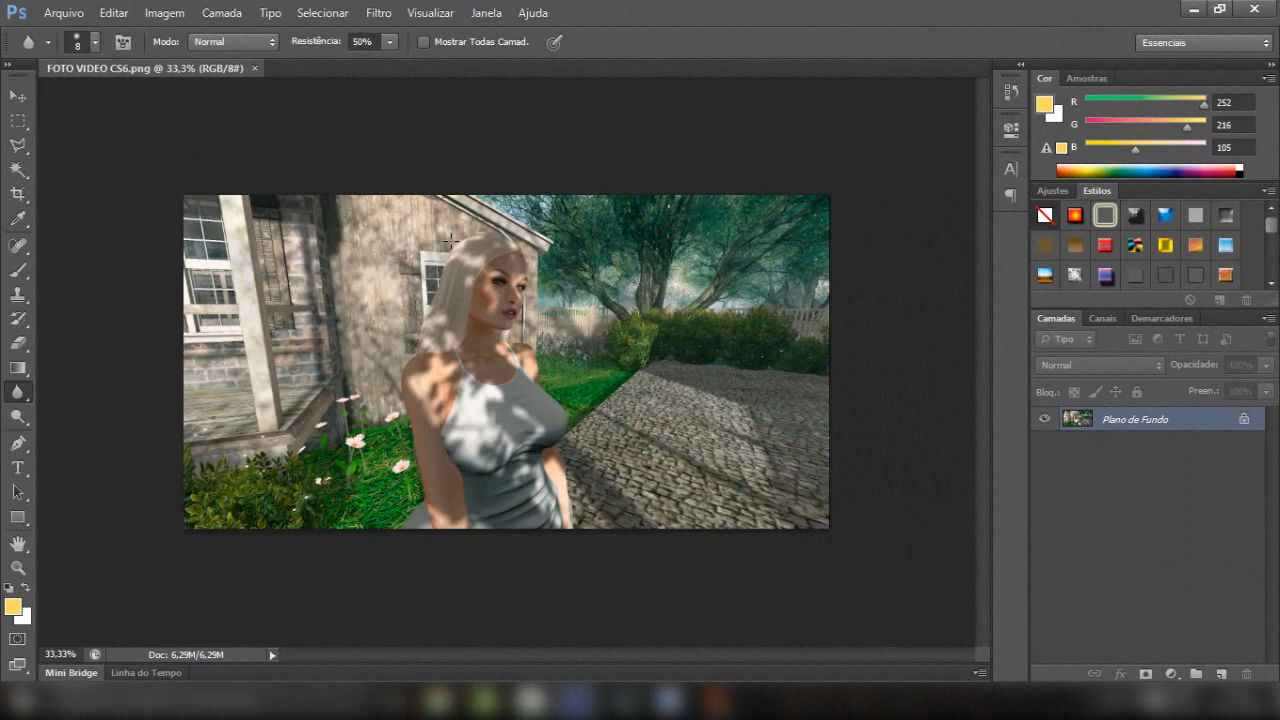 Ps Arquivo Editar Imagem Camada Tipo Selecionar Filtro Visualizar Janela Ajuda
8 Modo: Normal Resistência: 50% Mostrar Todas Camad. Essenciais
FOTO VIDEO CS6.png @ 33,3% (RGB/8#) ×
Cor Amostras
R 252
G 216
B 105
Ajustes Estilos
Camadas Canais Demarcadores
Tipo
Normal Opacidade: 100%
Bloq.: Preen.: 100%
Plano de Fundo
33,33% Doc: 6,29M/6,29M
Mini Bridge Linha do Tempo